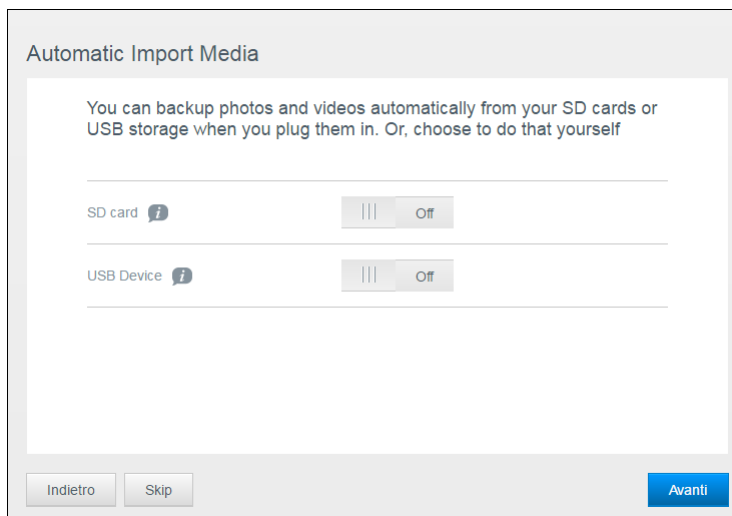 Automatic Import Media
You can backup photos and videos automatically from your SD cards or
USB storage when you plug them in. Or, choose to do that yourself
SD card i Off
USB Device i Off
Indietro Skip Avanti